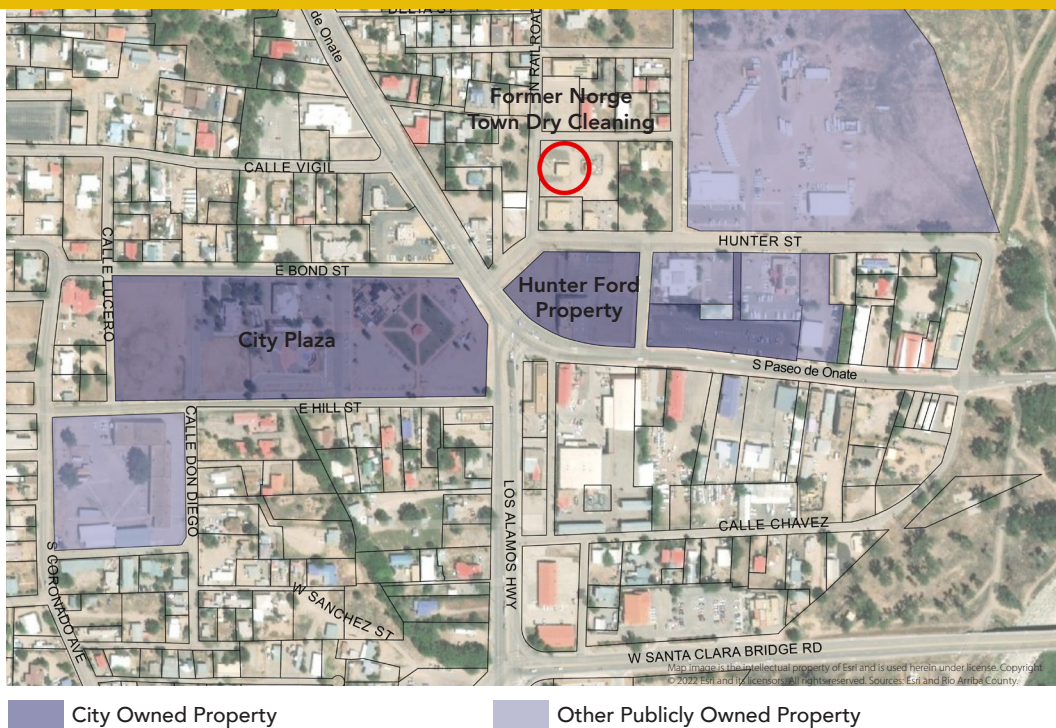 DELTA ST
de Onate
N RAILROAD
Former Norge
Town Dry Cleaning
CALLE VIGIL
HUNTER ST
CALLE LUCERO
E BOND ST
Hunter Ford
Property
City Plaza
S Paseo de Onate
E HILL ST
CALLE DON DIEGO
LOS ALAMOS HWY
CALLE CHAVEZ
S CORONADO AVE
W SANCHEZ ST
W SANTA CLARA BRIDGE RD
Map image is the intellectual property of Esri and is used herein under license. Copyright
© 2022 Esri and its licensors. All rights reserved. Sources: Esri and Rio Arriba County.
City Owned Property
Other Publicly Owned Property